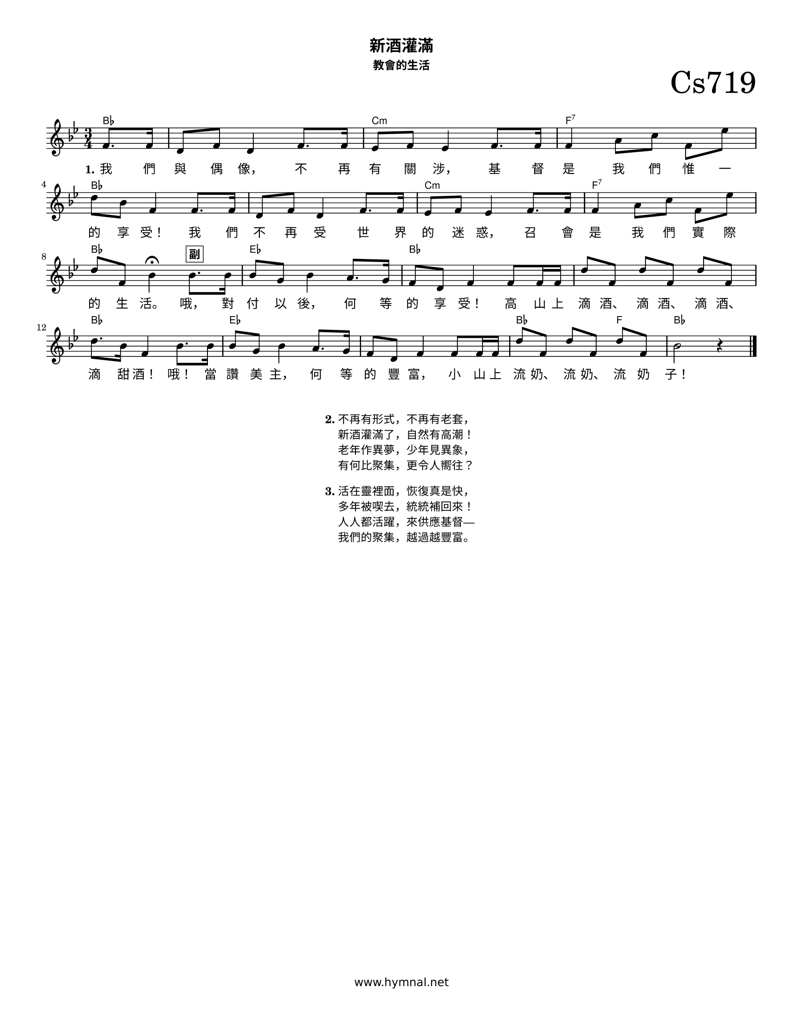 新酒灌滿
教會的生活
Cs719
B♭ Cm F7
3
4
1. 我 們 與 偶 像， 不 再 有 關 涉， 基 督 是 我 們 惟 一
4 B♭ Cm F7
的 享 受！ 我 們 不 再 受 世 界 的 迷 惑， 召 會 是 我 們 實 際
8 B♭ 副 E♭ B♭
的 生 活。 哦， 對 付 以 後， 何 等 的 享 受！ 高 山 上 滴 酒、 滴 酒、 滴 酒、
12 B♭ E♭ B♭ F B♭
滴 甜 酒！ 哦！ 當 讚 美 主， 何 等 的 豐 富， 小 山 上 流 奶、 流 奶、 流 奶 子！
2. 不再有形式，不再有老套，
新酒灌滿了，自然有高潮！
老年作異夢，少年見異象，
有何比聚集，更令人嚮往？
3. 活在靈裡面，恢復真是快，
多年被喫去，統統補回來！
人人都活躍，來供應基督—
我們的聚集，越過越豐富。
www.hymnal.net